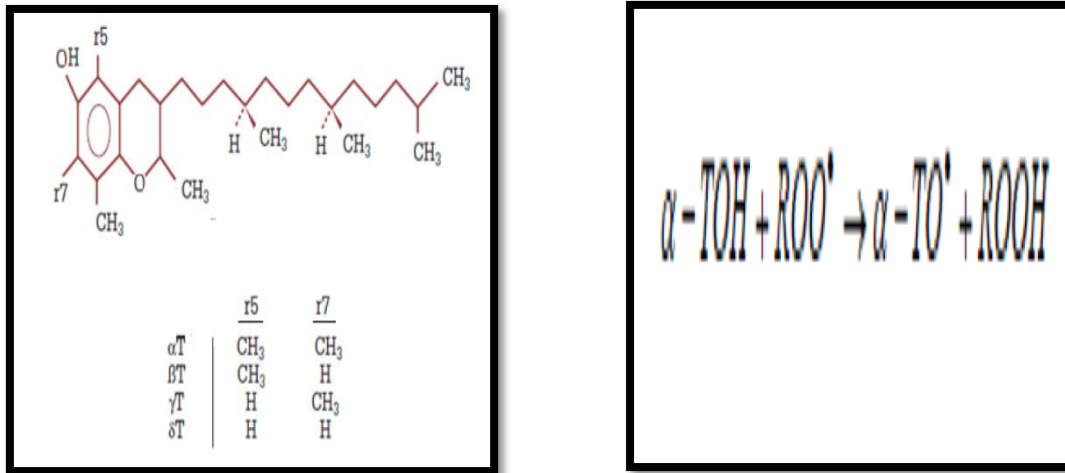 r5
OH
CH₃
H CH₃ H CH₃
CH₃
O
CH₃
r7
CH₃
r5 r7
αT CH₃ CH₃
βT CH₃ H
γT H CH₃
δT H H
α-TOH+ROO• →α-TO• +ROOH